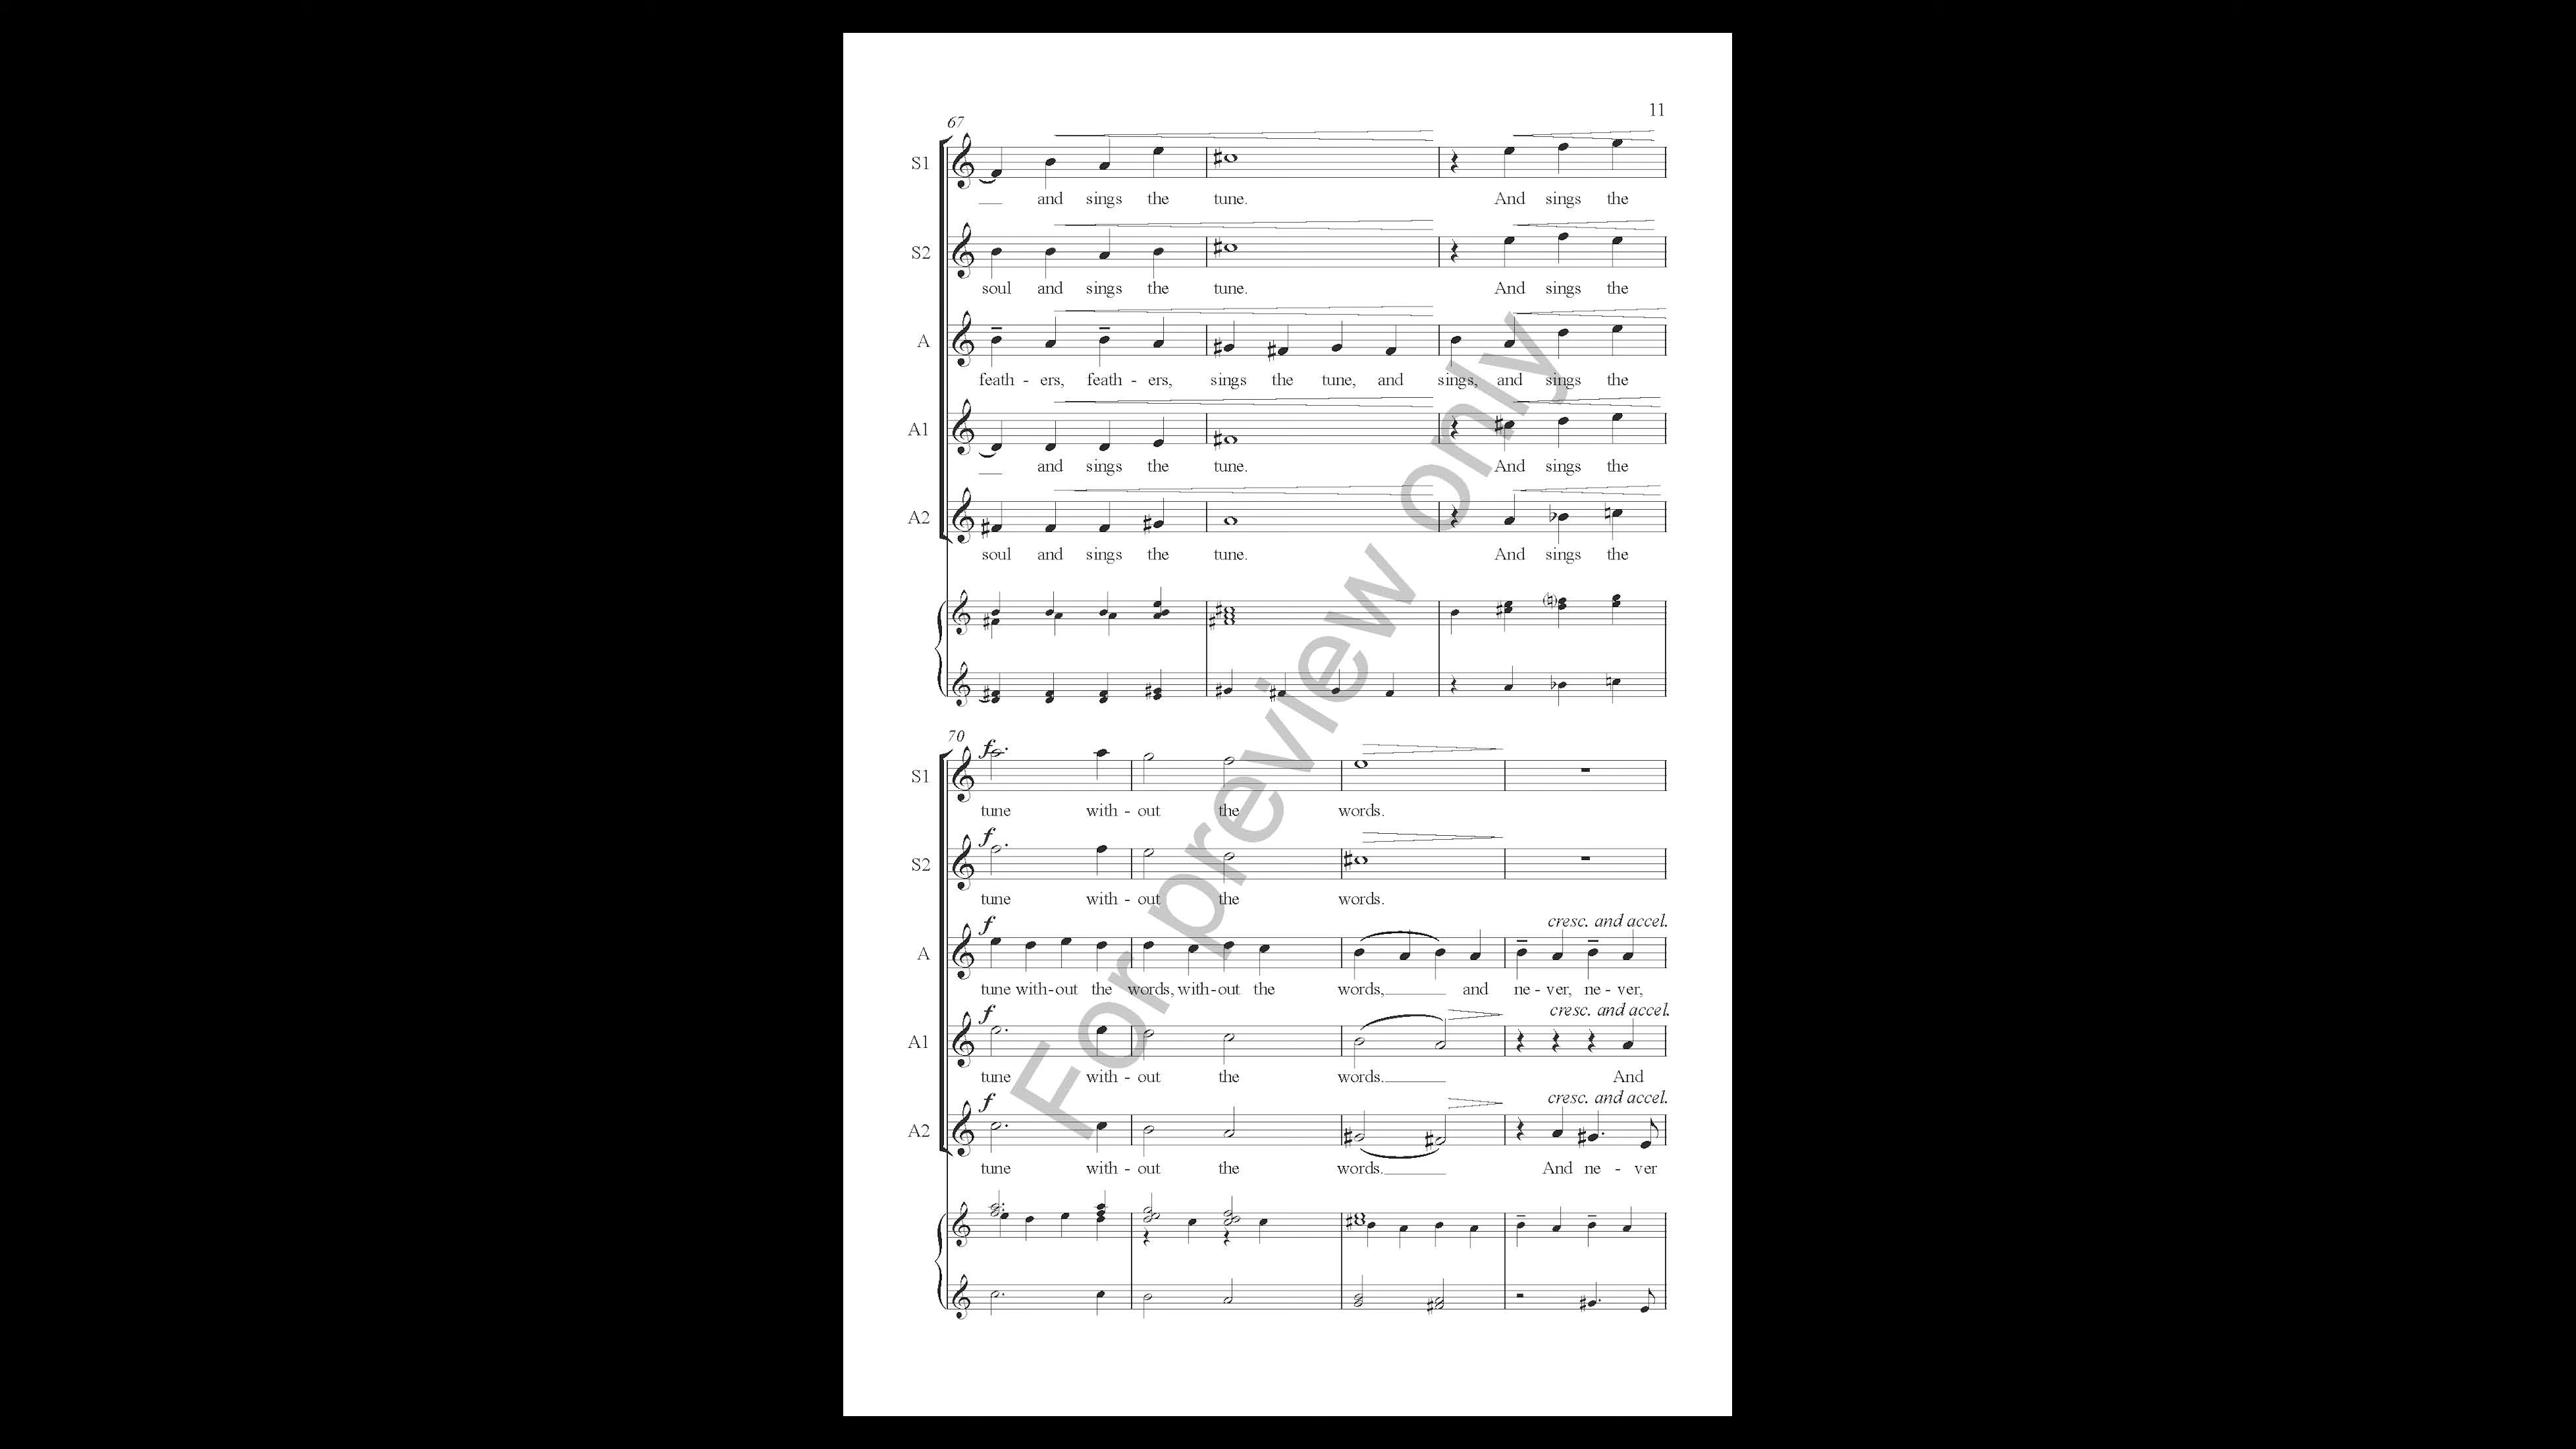 11
67
S1
and sings the tune. And sings the
S2
soul and sings the tune. And sings the
A
feath - ers, feath - ers, sings the tune, and sings, and sings the
A1
and sings the tune. And sings the
A2
soul and sings the tune. And sings the
70
f
S1
tune with - out the words.
f
S2
tune with - out the words.
f cresc. and accel.
A
tune with-out the words, with-out the words, and ne - ver, ne - ver,
f cresc. and accel.
A1
tune with - out the words. And
f cresc. and accel.
A2
tune with - out the words. And ne - ver
For preview only